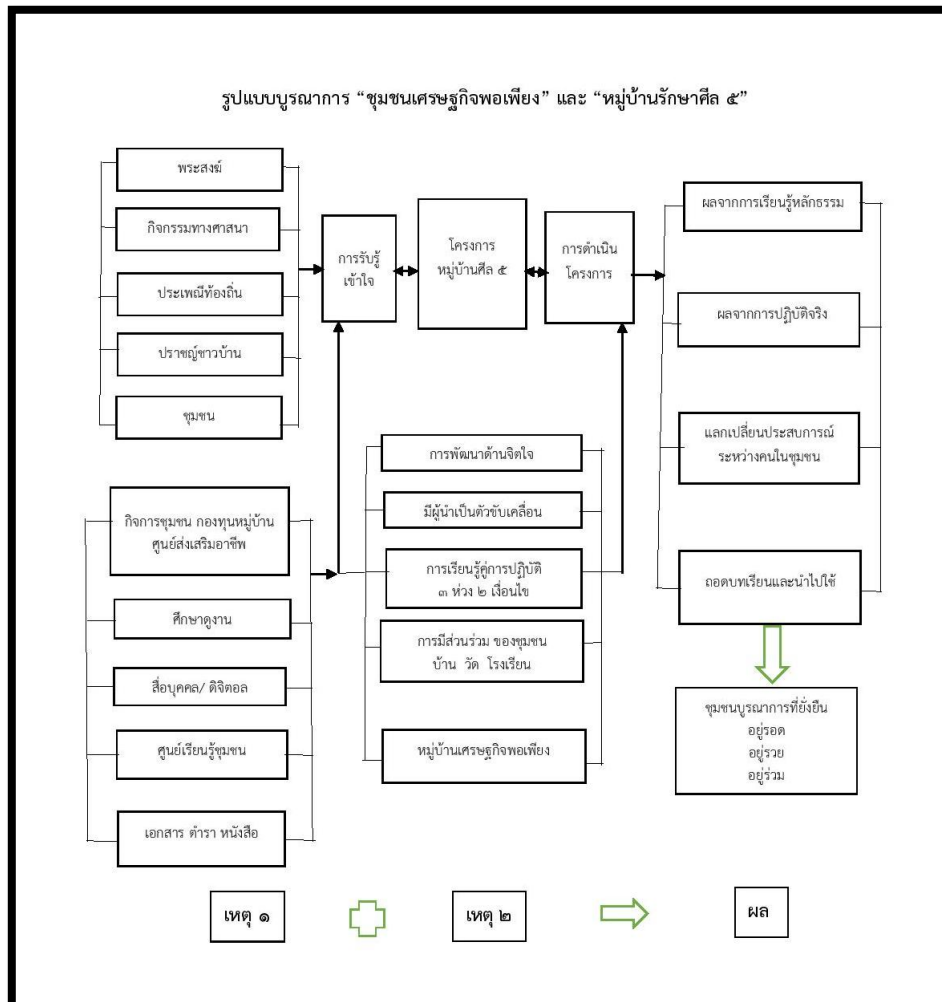 รูปแบบบูรณาการ “ชุมชนเศรษฐกิจพอเพียง” และ “หมู่บ้านรักษาศีล ๕”
พระสงฆ์
กิจกรรมทางศาสนา
ประเพณีท้องถิ่น
ปราชญ์ชาวบ้าน
ชุมชน
การรับรู้
เข้าใจ
โครงการ
หมู่บ้านศีล ๕
การดำเนิน
โครงการ
ผลจากการเรียนรู้หลักธรรม
ผลจากการปฏิบัติจริง
แลกเปลี่ยนประสบการณ์
ระหว่างคนในชุมชน
ถอดบทเรียนและนำไปใช้
กิจการชุมชน กองทุนหมู่บ้าน
ศูนย์ส่งเสริมอาชีพ
ศึกษาดูงาน
สื่อบุคคล/ ดิจิตอล
ศูนย์เรียนรู้ชุมชน
เอกสาร ตำรา หนังสือ
การพัฒนาด้านจิตใจ
มีผู้นำเป็นตัวขับเคลื่อน
การเรียนรู้คู่การปฏิบัติ
๓ ห่วง ๒ เงื่อนไข
การมีส่วนร่วม ของชุมชน
บ้าน วัด โรงเรียน
หมู่บ้านเศรษฐกิจพอเพียง
ชุมชนบูรณาการที่ยั่งยืน
อยู่รอด
อยู่รวย
อยู่ร่วม
เหตุ ๑
เหตุ ๒
ผล